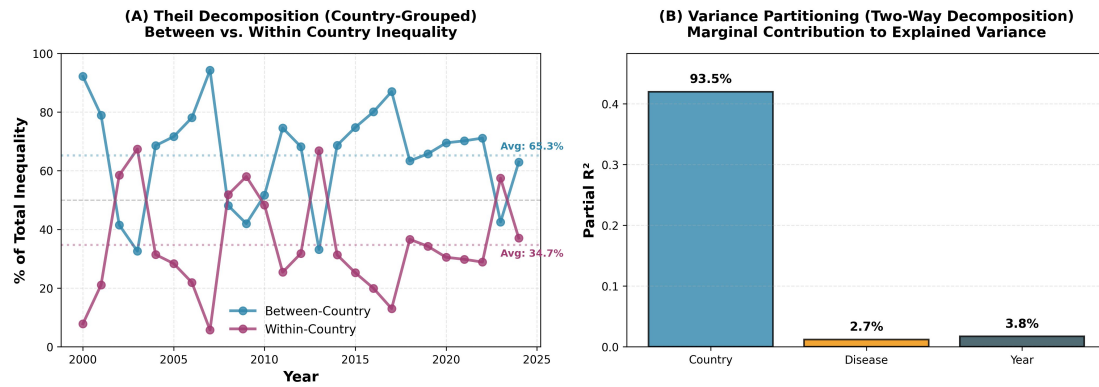 (A) Theil Decomposition (Country-Grouped)
Between vs. Within Country Inequality
% of Total Inequality
100
80
60
40
20
0
Avg: 65.3%
Avg: 34.7%
Between-Country
Within-Country
2000
2005
2010
2015
2020
2025
Year
(B) Variance Partitioning (Two-Way Decomposition)
Marginal Contribution to Explained Variance
Partial R²
0.4
0.3
0.2
0.1
0.0
93.5%
2.7%
3.8%
Country
Disease
Year